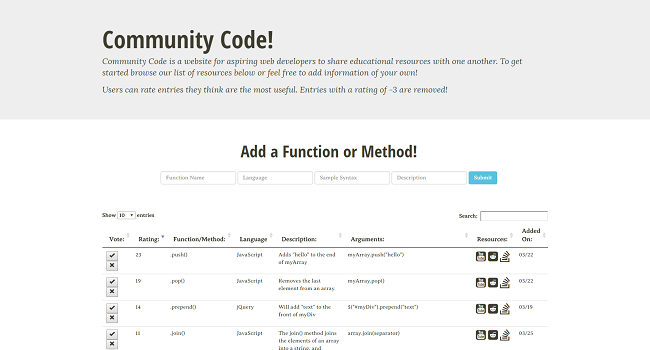 Community Code!
Community Code is a website for aspiring web developers to share educational resources with one another. To get
started browse our list of resources below or feel free to add information of your own!
Users can rate entries they think are the most useful. Entries with a rating of -3 are removed!
Add a Function or Method!
Function Name Language Sample Syntax Description Submit
Show 10 entries Search:
Vote: Rating: Function/Method: Language Description: Arguments: Resources: Added On:
23 .push() JavaScript Adds "hello" to the end of myArray myArray.push("hello") 03/22
19 .pop() JavaScript Removes the last element from an array myArray.pop() 03/22
14 .prepend() jQuery Will add "text" to the front of myDiv $("#myDiv").prepend("text") 03/19
11 .join() JavaScript The join() method joins the elements of an array into a string, and array.join(separator) 03/25